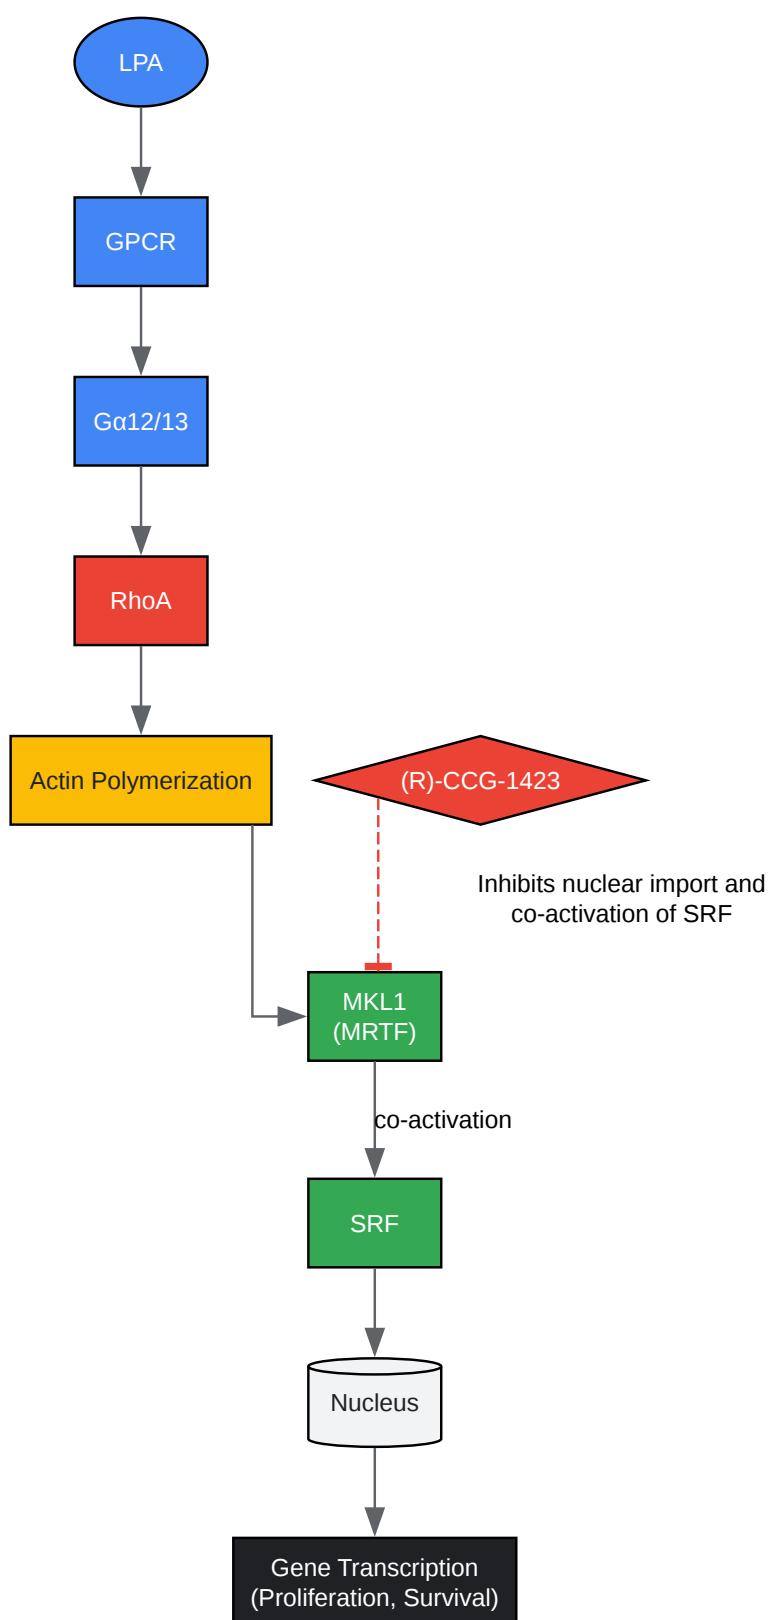 LPA
GPCR
Gα12/13
RhoA
Actin Polymerization
(R)-CCG-1423
Inhibits nuclear import and
co-activation of SRF
MKL1
(MRTF)
co-activation
SRF
Nucleus
Gene Transcription
(Proliferation, Survival)